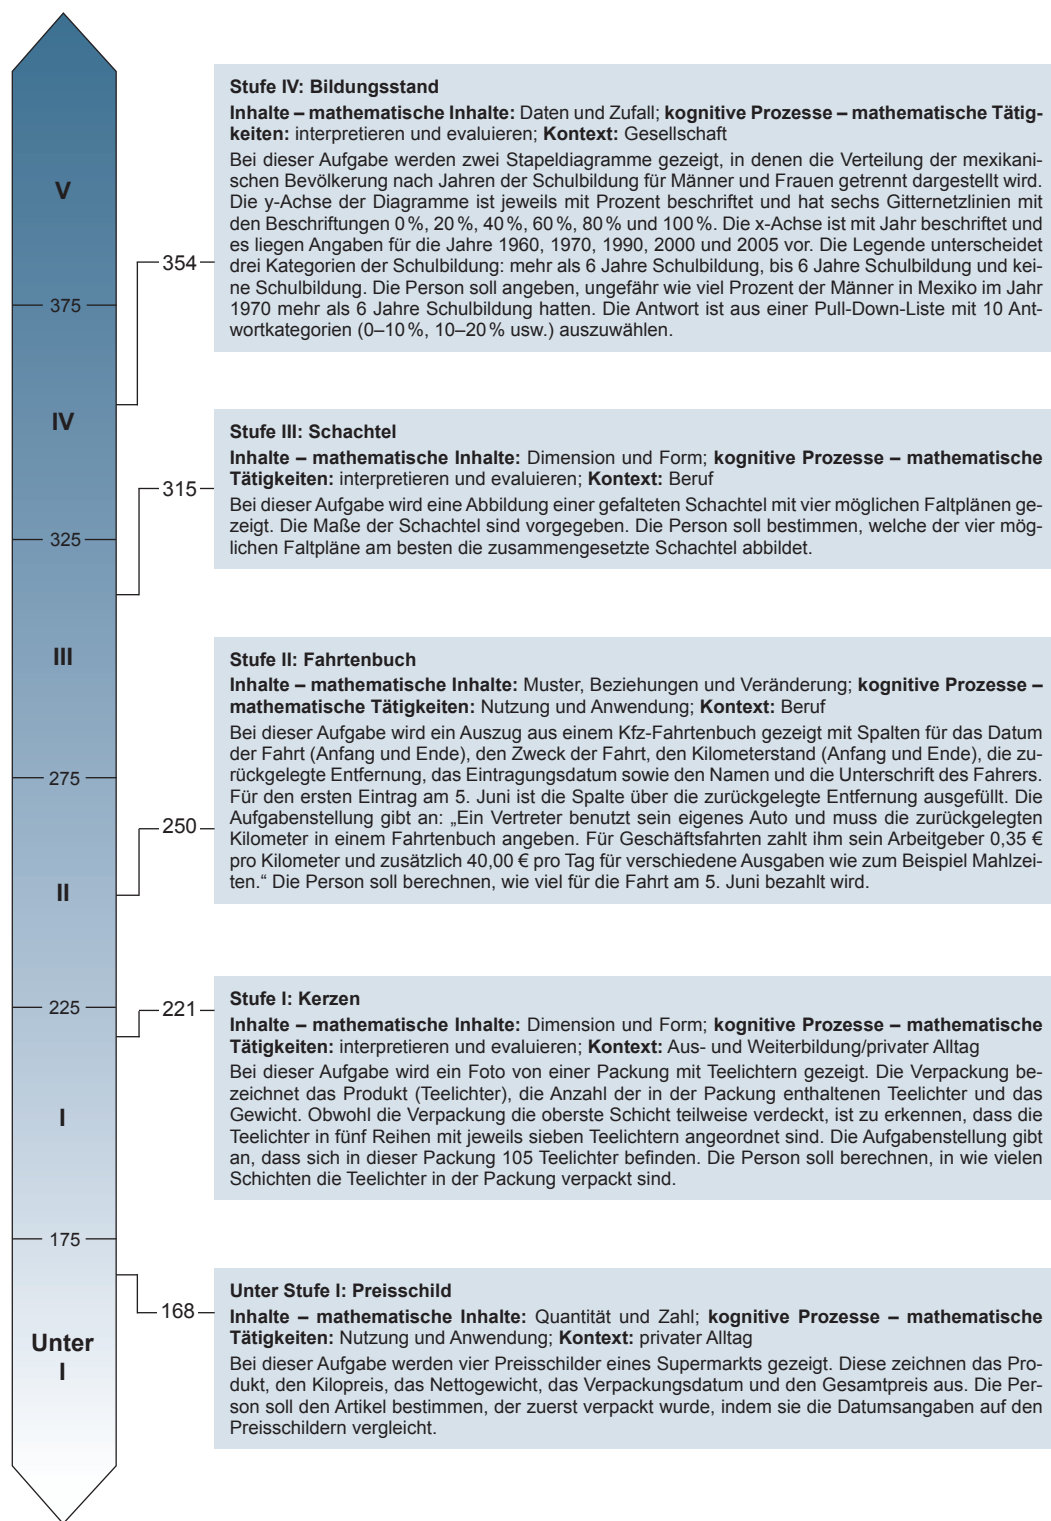 Stufe IV: Bildungsstand
Inhalte – mathematische Inhalte: Daten und Zufall; kognitive Prozesse – mathematische Tätig-
keiten: interpretieren und evaluieren; Kontext: Gesellschaft
Bei dieser Aufgabe werden zwei Stapeldiagramme gezeigt, in denen die Verteilung der mexikani-
schen Bevölkerung nach Jahren der Schulbildung für Männer und Frauen getrennt dargestellt wird.
Die y-Achse der Diagramme ist jeweils mit Prozent beschriftet und hat sechs Gitternetzlinien mit
den Beschriftungen 0 %, 20 %, 40 %, 60 %, 80 % und 100 %. Die x-Achse ist mit Jahr beschriftet und
es liegen Angaben für die Jahre 1960, 1970, 1990, 2000 und 2005 vor. Die Legende unterscheidet
drei Kategorien der Schulbildung: mehr als 6 Jahre Schulbildung, bis 6 Jahre Schulbildung und kei-
ne Schulbildung. Die Person soll angeben, ungefähr wie viel Prozent der Männer in Mexiko im Jahr
1970 mehr als 6 Jahre Schulbildung hatten. Die Antwort ist aus einer Pull-Down-Liste mit 10 Ant-
wortkategorien (0–10 %, 10–20 % usw.) auszuwählen.
V
354
375
IV
Stufe III: Schachtel
Inhalte – mathematische Inhalte: Dimension und Form; kognitive Prozesse – mathematische
Tätigkeiten: interpretieren und evaluieren; Kontext: Beruf
Bei dieser Aufgabe wird eine Abbildung einer gefalteten Schachtel mit vier möglichen Faltplänen ge-
zeigt. Die Maße der Schachtel sind vorgegeben. Die Person soll bestimmen, welche der vier mög-
lichen Faltpläne am besten die zusammengesetzte Schachtel abbildet.
315
325
III
Stufe II: Fahrtenbuch
Inhalte – mathematische Inhalte: Muster, Beziehungen und Veränderung; kognitive Prozesse –
mathematische Tätigkeiten: Nutzung und Anwendung; Kontext: Beruf
Bei dieser Aufgabe wird ein Auszug aus einem Kfz-Fahrtenbuch gezeigt mit Spalten für das Datum
der Fahrt (Anfang und Ende), den Zweck der Fahrt, den Kilometerstand (Anfang und Ende), die zu-
rückgelegte Entfernung, das Eintragungsdatum sowie den Namen und die Unterschrift des Fahrers.
Für den ersten Eintrag am 5. Juni ist die Spalte über die zurückgelegte Entfernung ausgefüllt. Die
Aufgabenstellung gibt an: „Ein Vertreter benutzt sein eigenes Auto und muss die zurückgelegten
Kilometer in einem Fahrtenbuch angeben. Für Geschäftsfahrten zahlt ihm sein Arbeitgeber 0,35 €
pro Kilometer und zusätzlich 40,00 € pro Tag für verschiedene Ausgaben wie zum Beispiel Mahlzei-
ten.“ Die Person soll berechnen, wie viel für die Fahrt am 5. Juni bezahlt wird.
275
250
II
Stufe I: Kerzen
Inhalte – mathematische Inhalte: Dimension und Form; kognitive Prozesse – mathematische
Tätigkeiten: interpretieren und evaluieren; Kontext: Aus- und Weiterbildung/privater Alltag
Bei dieser Aufgabe wird ein Foto von einer Packung mit Teelichtern gezeigt. Die Verpackung be-
zeichnet das Produkt (Teelichter), die Anzahl der in der Packung enthaltenen Teelichter und das
Gewicht. Obwohl die Verpackung die oberste Schicht teilweise verdeckt, ist zu erkennen, dass die
Teelichter in fünf Reihen mit jeweils sieben Teelichtern angeordnet sind. Die Aufgabenstellung gibt
an, dass sich in dieser Packung 105 Teelichter befinden. Die Person soll berechnen, in wie vielen
Schichten die Teelichter in der Packung verpackt sind.
225
221
I
175
Unter Stufe I: Preisschild
Inhalte – mathematische Inhalte: Quantität und Zahl; kognitive Prozesse – mathematische
Tätigkeiten: Nutzung und Anwendung; Kontext: privater Alltag
Bei dieser Aufgabe werden vier Preisschilder eines Supermarkts gezeigt. Diese zeichnen das Pro-
dukt, den Kilopreis, das Nettogewicht, das Verpackungsdatum und den Gesamtpreis aus. Die Per-
son soll den Artikel bestimmen, der zuerst verpackt wurde, indem sie die Datumsangaben auf den
Preisschildern vergleicht.
168
Unter
I